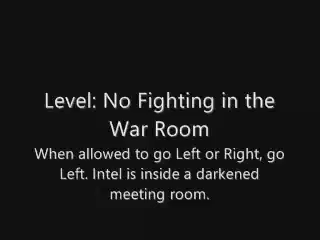 Level: No Fighting in the
War Room
When allowed to go Left or Right, go
Left. Intel is inside a darkened
meeting room.